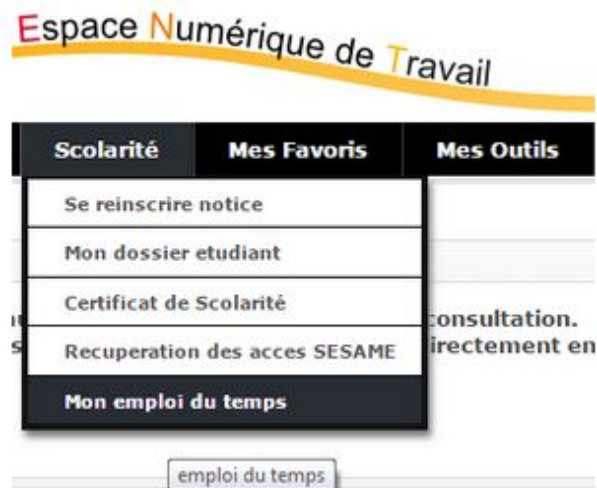 Espace Numérique de Travail
Scolarité Mes Favoris Mes Outils
Se reinscrire notice
Mon dossier etudiant
Certificat de Scolarité
consultation.
Recuperation des acces SESAME
irectement en
Mon emploi du temps
emploi du temps